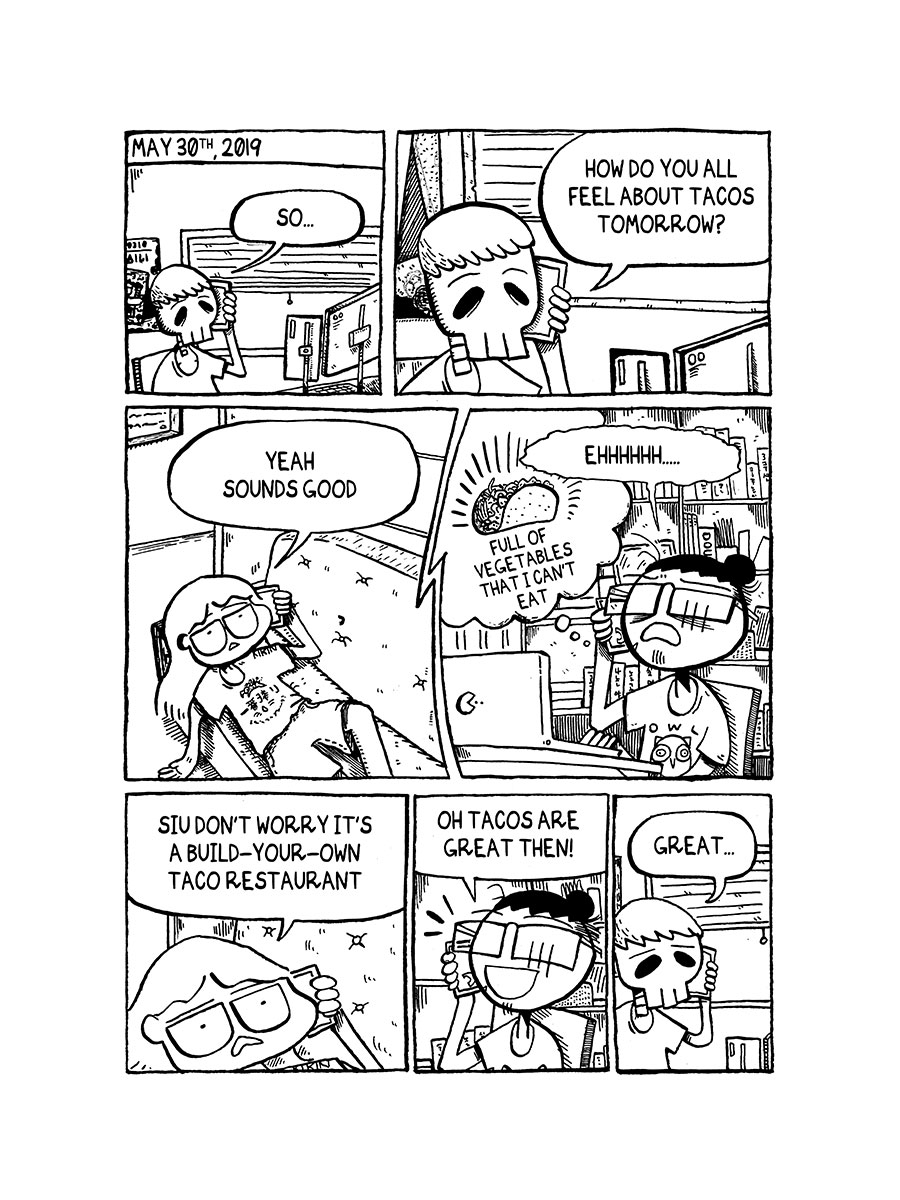 MAY 30TH, 2019
SO...
HOW DO YOU ALL
FEEL ABOUT TACOS
TOMORROW?
YEAH
SOUNDS GOOD
EHHHHHH.....
FULL OF
VEGETABLES
THAT I CAN'T
EAT
OWL
SIU DON'T WORRY IT'S
A BUILD-YOUR-OWN
TACO RESTAURANT
OH TACOS ARE
GREAT THEN!
GREAT...